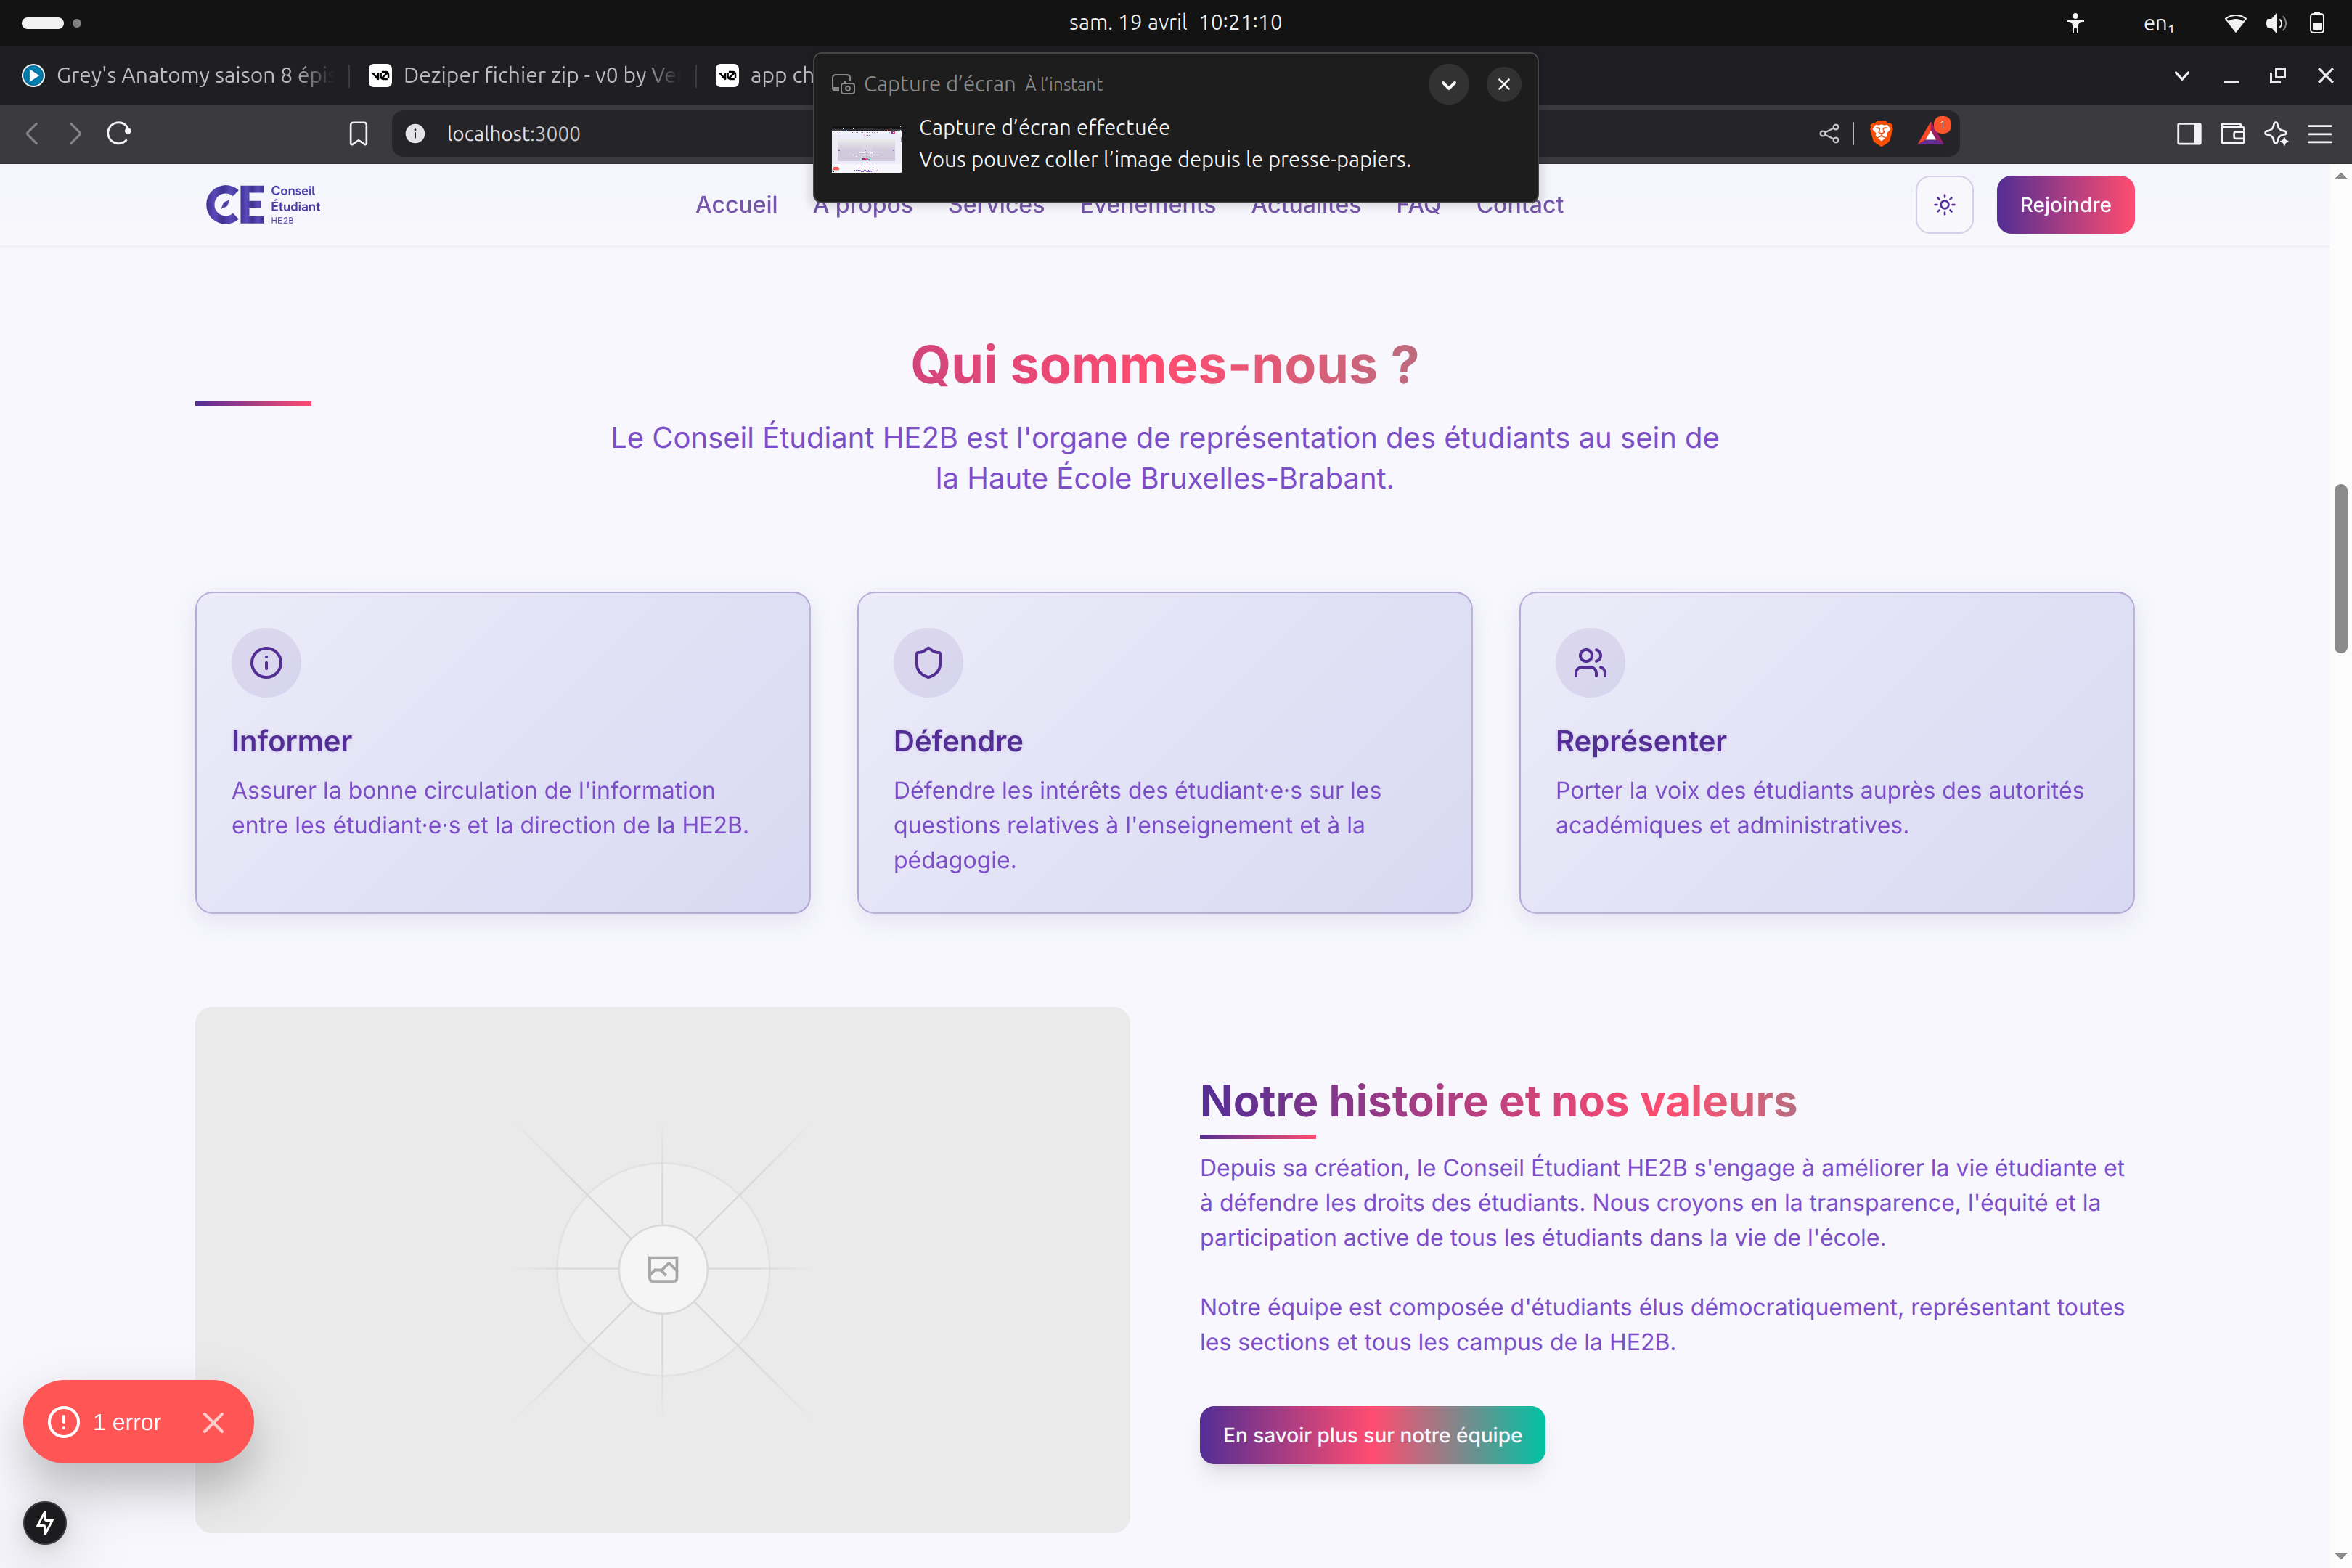 sam. 19 avril 10:21:10
en₁
Grey's Anatomy saison 8 épis
Deziper fichier zip - v0 by Ve
app ch
Capture d’écran À l’instant
Capture d’écran effectuée
Vous pouvez coller l’image depuis le presse-papiers.
localhost:3000
1
CE Conseil
Étudiant
HE2B
Accueil À propos Services Événements Actualités FAQ Contact
Rejoindre
Qui sommes-nous ?
Le Conseil Étudiant HE2B est l'organe de représentation des étudiants au sein de
la Haute École Bruxelles-Brabant.
Informer
Assurer la bonne circulation de l'information
entre les étudiant·e·s et la direction de la HE2B.
Défendre
Défendre les intérêts des étudiant·e·s sur les
questions relatives à l'enseignement et à la
pédagogie.
Représenter
Porter la voix des étudiants auprès des autorités
académiques et administratives.
Notre histoire et nos valeurs
Depuis sa création, le Conseil Étudiant HE2B s'engage à améliorer la vie étudiante et
à défendre les droits des étudiants. Nous croyons en la transparence, l'équité et la
participation active de tous les étudiants dans la vie de l'école.
Notre équipe est composée d'étudiants élus démocratiquement, représentant toutes
les sections et tous les campus de la HE2B.
En savoir plus sur notre équipe
1 error